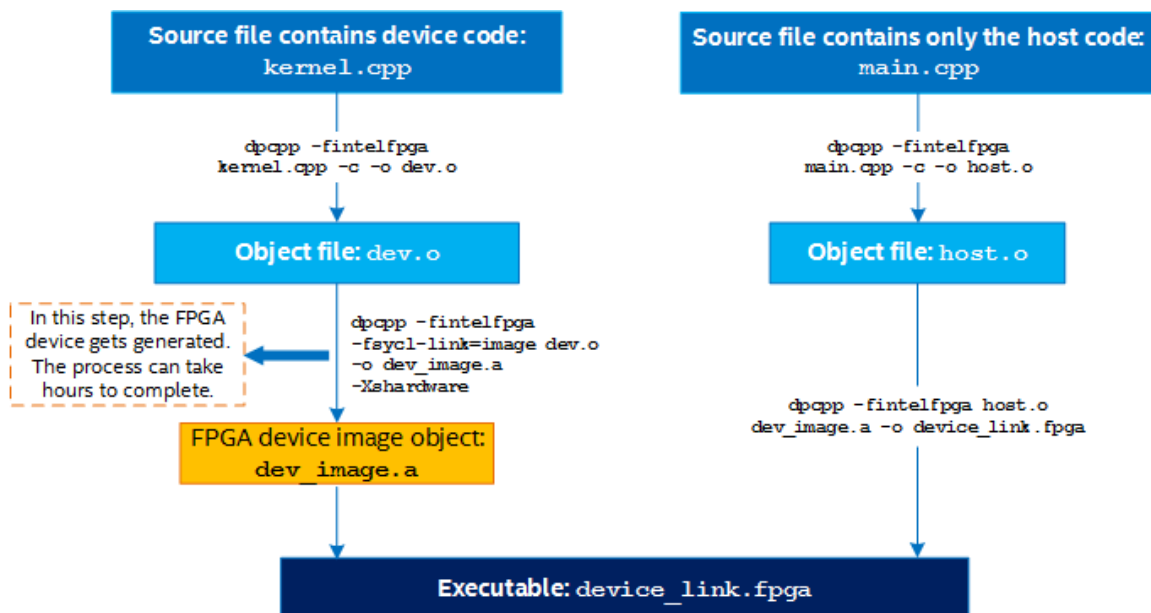 Source file contains device code:
kernel.cpp
Source file contains only the host code:
main.cpp
dpcpp -fintelfpga
kernel.cpp -c -o dev.o
dpcpp -fintelfpga
main.cpp -c -o host.o
Object file: dev.o
Object file: host.o
In this step, the FPGA
device gets generated.
The process can take
hours to complete.
dpcpp -fintelfpga
-fsycl-link=image dev.o
-o dev_image.a
-Xshardware
dpcpp -fintelfpga host.o
dev_image.a -o device_link.fpga
FPGA device image object:
dev_image.a
Executable: device_link.fpga